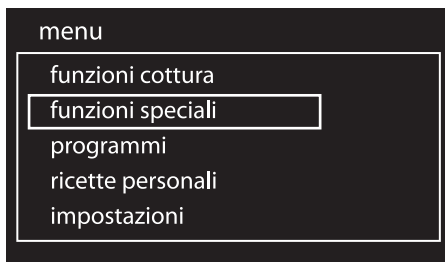 menu
funzioni cottura
funzioni speciali
programmi
ricette personali
impostazioni